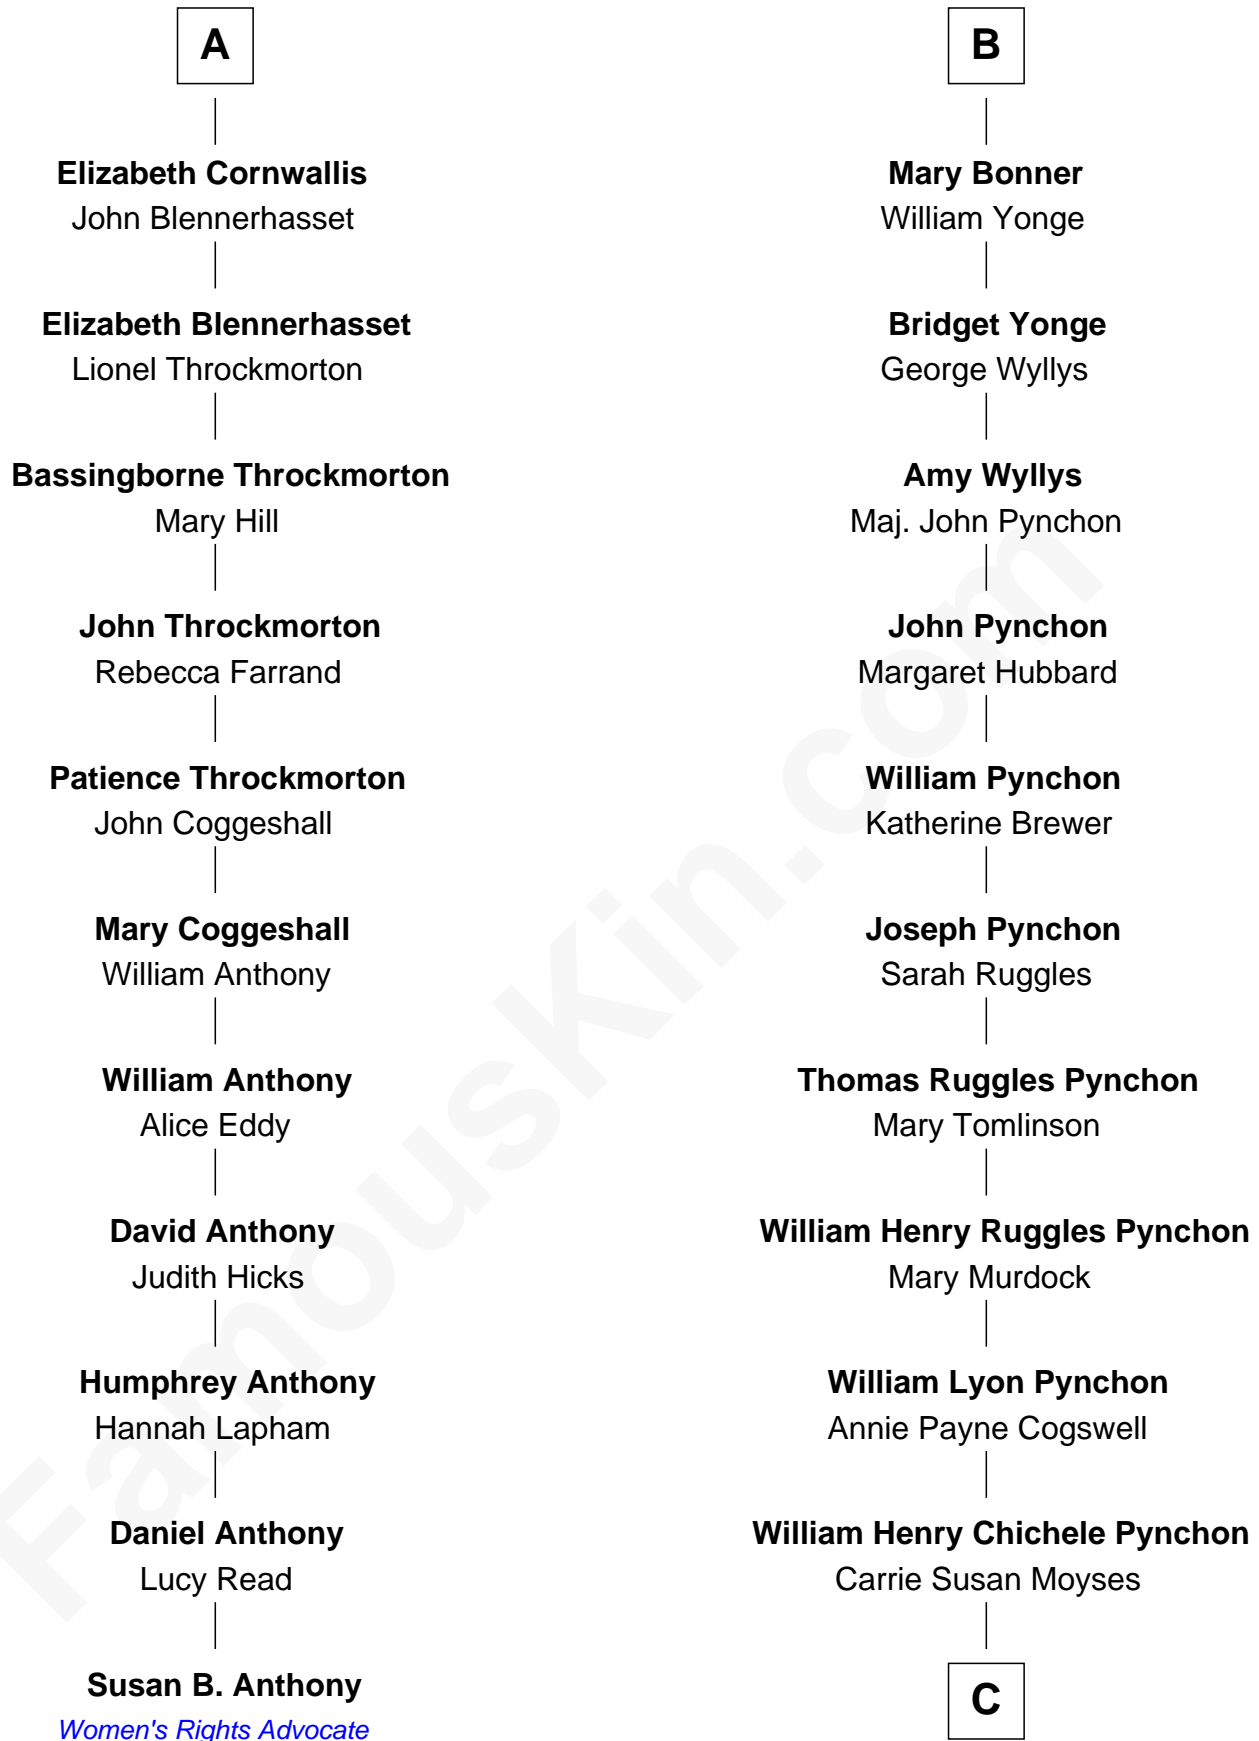 A
Elizabeth Cornwallis
John Blennerhasset
Elizabeth Blennerhasset
Lionel Throckmorton
Bassingborne Throckmorton
Mary Hill
John Throckmorton
Rebecca Farrand
Patience Throckmorton
John Coggeshall
Mary Coggeshall
William Anthony
William Anthony
Alice Eddy
David Anthony
Judith Hicks
Humphrey Anthony
Hannah Lapham
Daniel Anthony
Lucy Read
Susan B. Anthony
Women's Rights Advocate
B
Mary Bonner
William Yonge
Bridget Yonge
George Wyllys
Amy Wyllys
Maj. John Pynchon
John Pynchon
Margaret Hubbard
William Pynchon
Katherine Brewer
Joseph Pynchon
Sarah Ruggles
Thomas Ruggles Pynchon
Mary Tomlinson
William Henry Ruggles Pynchon
Mary Murdock
William Lyon Pynchon
Annie Payne Cogswell
William Henry Chichele Pynchon
Carrie Susan Moyses
C
FamousKin.com